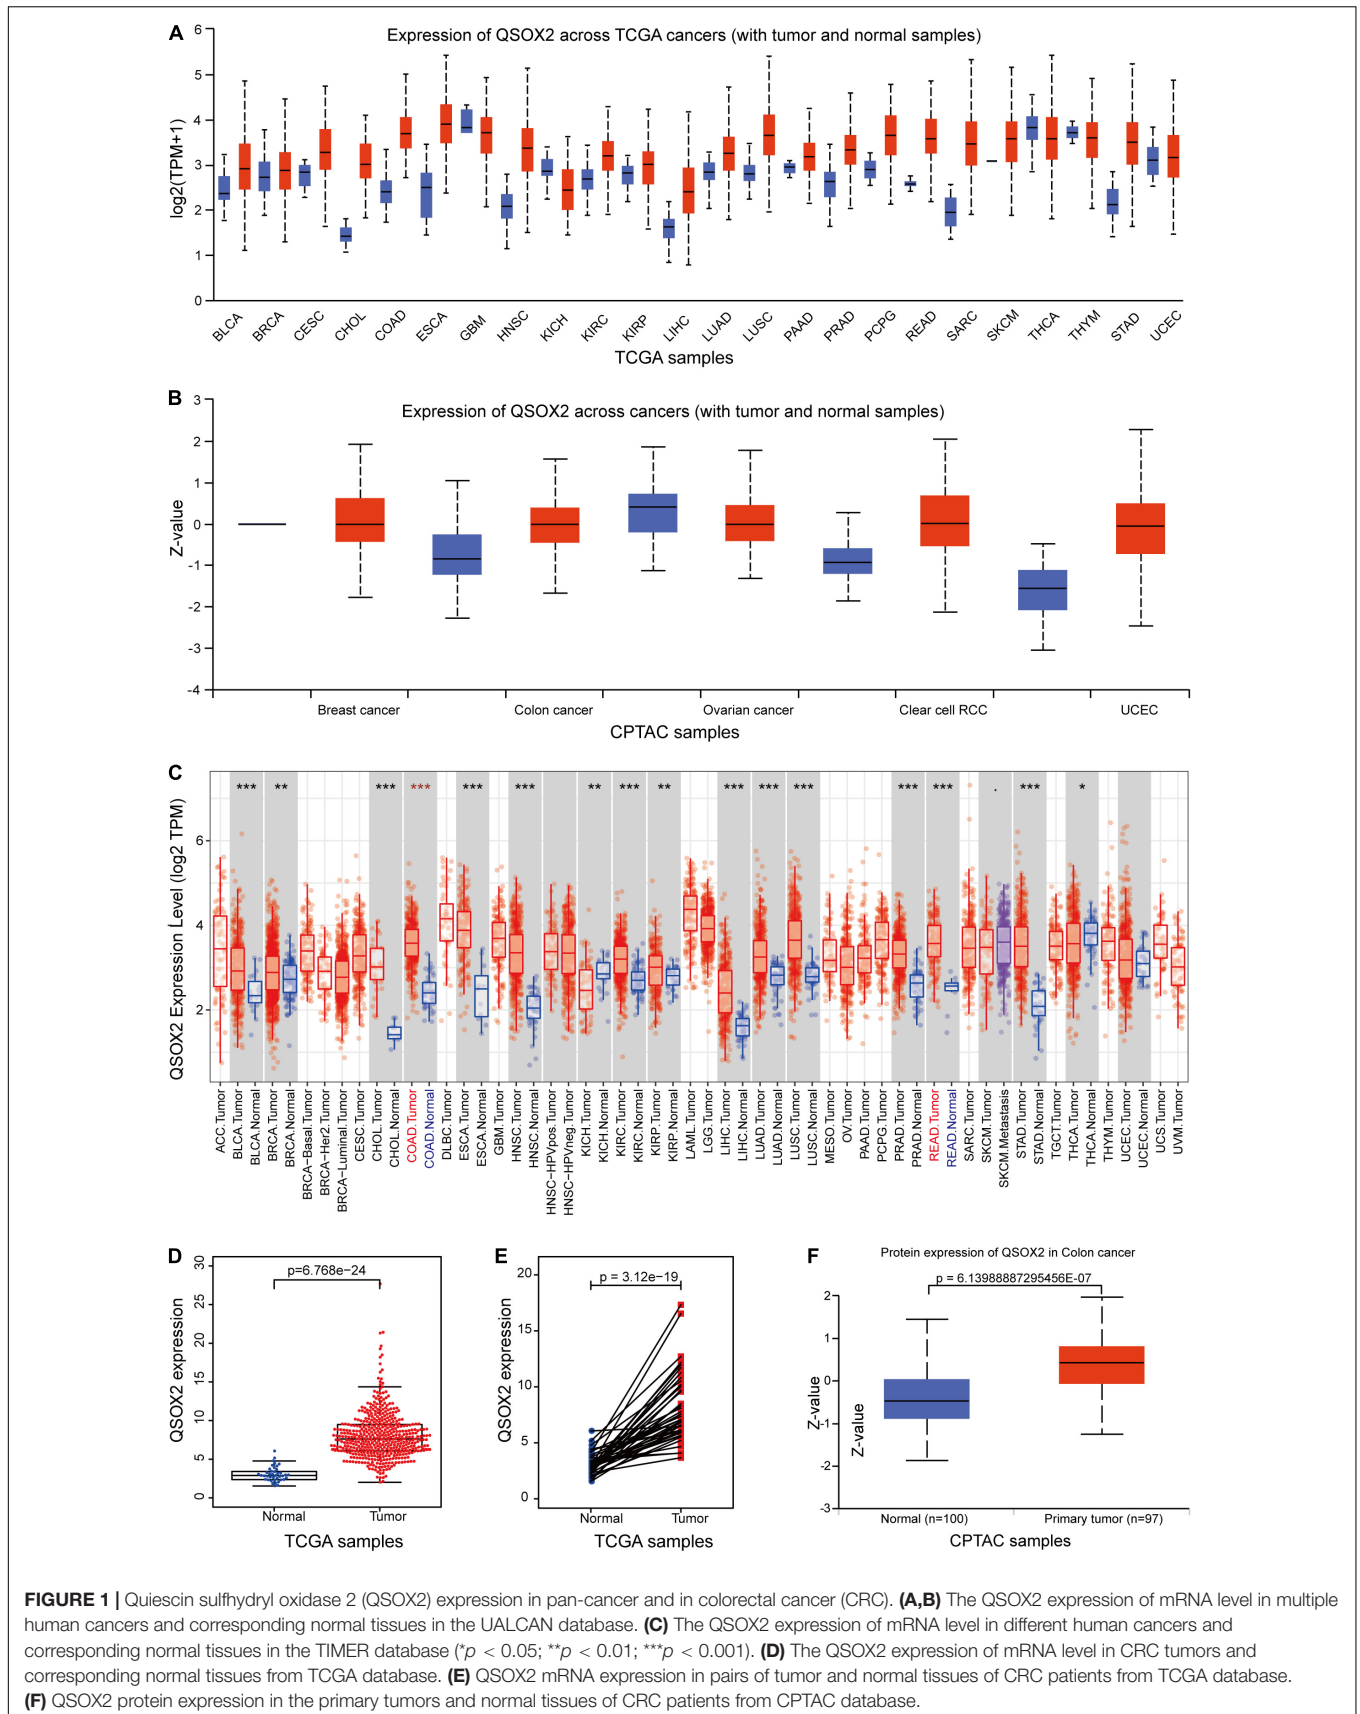 A
Expression of QSOX2 across TCGA cancers (with tumor and normal samples)
log2(TPM+1)
6
5
4
3
2
1
0
BLCA
BRCA
CESC
CHOL
COAD
ESCA
GBM
HNSC
KICH
KIRC
KIRP
LIHC
LUAD
LUSC
PAAD
PRAD
PCPG
READ
SARC
SKCM
THCA
THYM
STAD
UCEC
TCGA samples
B
Expression of QSOX2 across cancers (with tumor and normal samples)
Z-value
3
2
1
0
-1
-2
-3
-4
Breast cancer
Colon cancer
Ovarian cancer
Clear cell RCC
UCEC
CPTAC samples
C
QSOX2 Expression Level (log2 TPM)
6
4
2
*** ** *** *** *** *** ** *** ** *** *** *** *** *** . *** *
ACC.Tumor
BLCA.Tumor
BLCA.Normal
BRCA.Tumor
BRCA.Normal
BRCA-Basal.Tumor
BRCA-Her2.Tumor
BRCA-Luminal.Tumor
CESC.Tumor
CHOL.Tumor
CHOL.Normal
COAD.Tumor
COAD.Normal
DLBC.Tumor
ESCA.Tumor
ESCA.Normal
GBM.Tumor
HNSC.Tumor
HNSC.Normal
HNSC-HPVpos.Tumor
HNSC-HPVneg.Tumor
KICH.Tumor
KICH.Normal
KIRC.Tumor
KIRC.Normal
KIRP.Tumor
KIRP.Normal
LAML.Tumor
LGG.Tumor
LIHC.Tumor
LIHC.Normal
LUAD.Tumor
LUAD.Normal
LUSC.Tumor
LUSC.Normal
MESO.Tumor
OV.Tumor
PAAD.Tumor
PCPG.Tumor
PRAD.Tumor
PRAD.Normal
READ.Tumor
READ.Normal
SARC.Tumor
SKCM.Tumor
SKCM.Metastasis
STAD.Tumor
STAD.Normal
TGCT.Tumor
THCA.Tumor
THCA.Normal
THYM.Tumor
UCEC.Tumor
UCEC.Normal
UCS.Tumor
UVM.Tumor
D
QSOX2 expression
30
25
20
15
10
5
0
p=6.768e−24
Normal
Tumor
TCGA samples
E
QSOX2 expression
20
15
10
5
0
p = 3.12e−19
Normal
Tumor
TCGA samples
F
Protein expression of QSOX2 in Colon cancer
p = 6.13988887295456E-07
Z-value
Z-value
2
1
0
-1
-2
-3
Normal (n=100)
Primary tumor (n=97)
CPTAC samples
FIGURE 1 | Quiescin sulfhydryl oxidase 2 (QSOX2) expression in pan-cancer and in colorectal cancer (CRC). (A,B) The QSOX2 expression of mRNA level in multiple
human cancers and corresponding normal tissues in the UALCAN database. (C) The QSOX2 expression of mRNA level in different human cancers and
corresponding normal tissues in the TIMER database (*p < 0.05; **p < 0.01; ***p < 0.001). (D) The QSOX2 expression of mRNA level in CRC tumors and
corresponding normal tissues from TCGA database. (E) QSOX2 mRNA expression in pairs of tumor and normal tissues of CRC patients from TCGA database.
(F) QSOX2 protein expression in the primary tumors and normal tissues of CRC patients from CPTAC database.